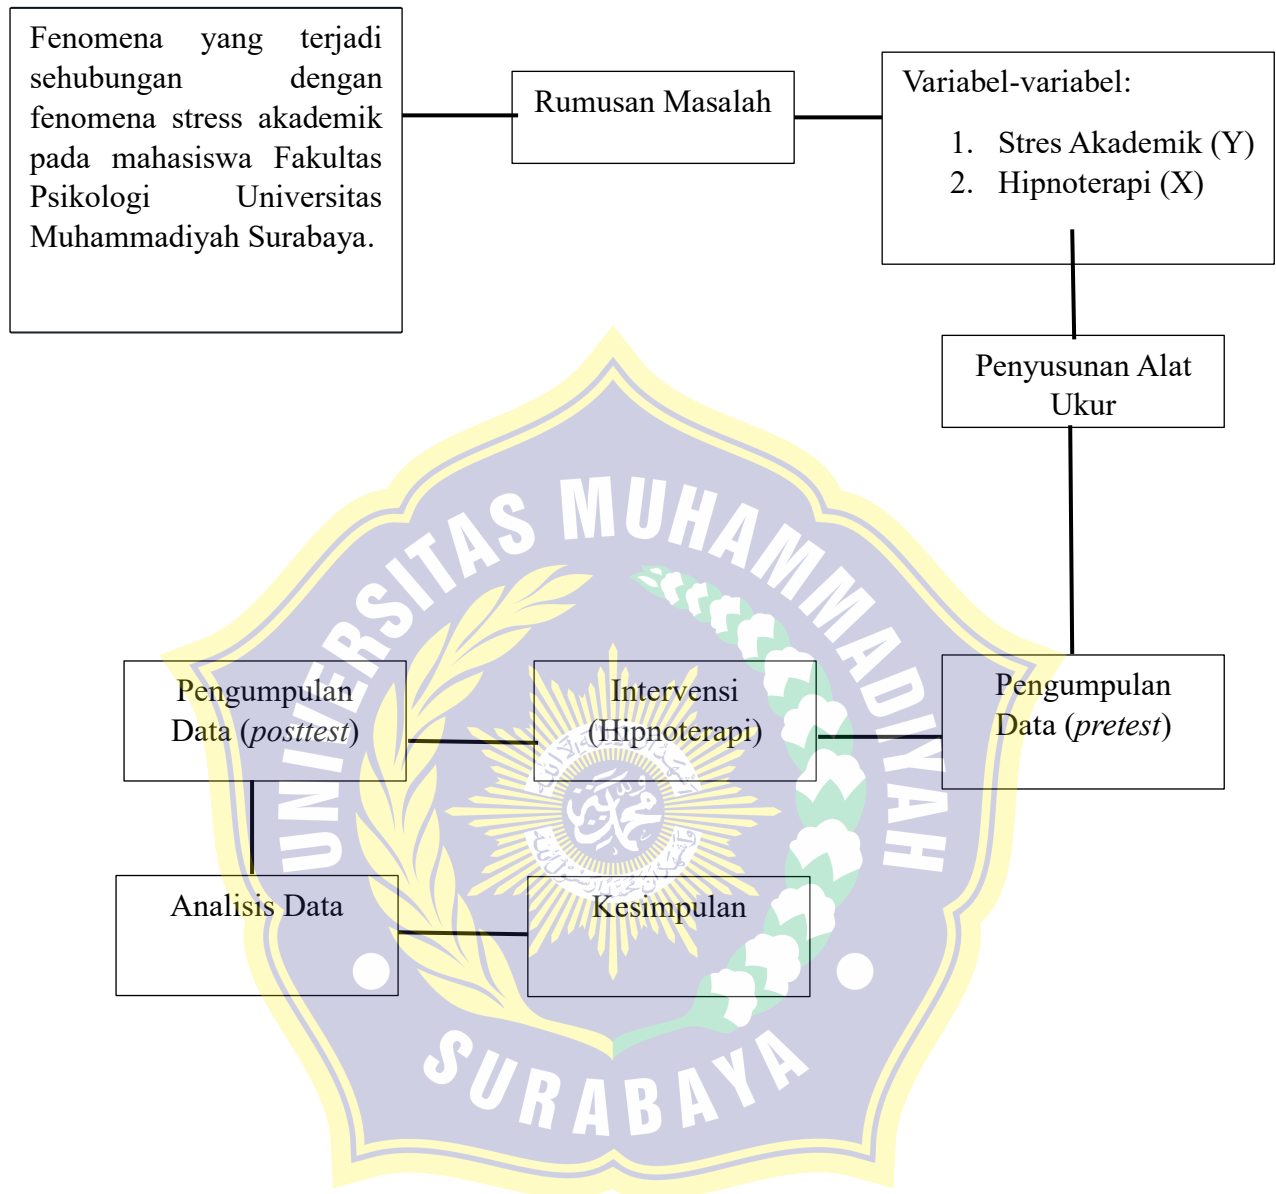 Fenomena yang terjadi
sehubungan dengan
fenomena stress akademik
pada mahasiswa Fakultas
Psikologi Universitas
Muhammadiyah Surabaya.
Rumusan Masalah
Variabel-variabel:
1. Stres Akademik (Y)
2. Hipnoterapi (X)
Penyusunan Alat
Ukur
Pengumpulan
Data (pretest)
Intervensi
(Hipnoterapi)
Pengumpulan
Data (posttest)
Analisis Data
Kesimpulan
UNIVERSITAS MUHAMMADIYAH
SURABAYA